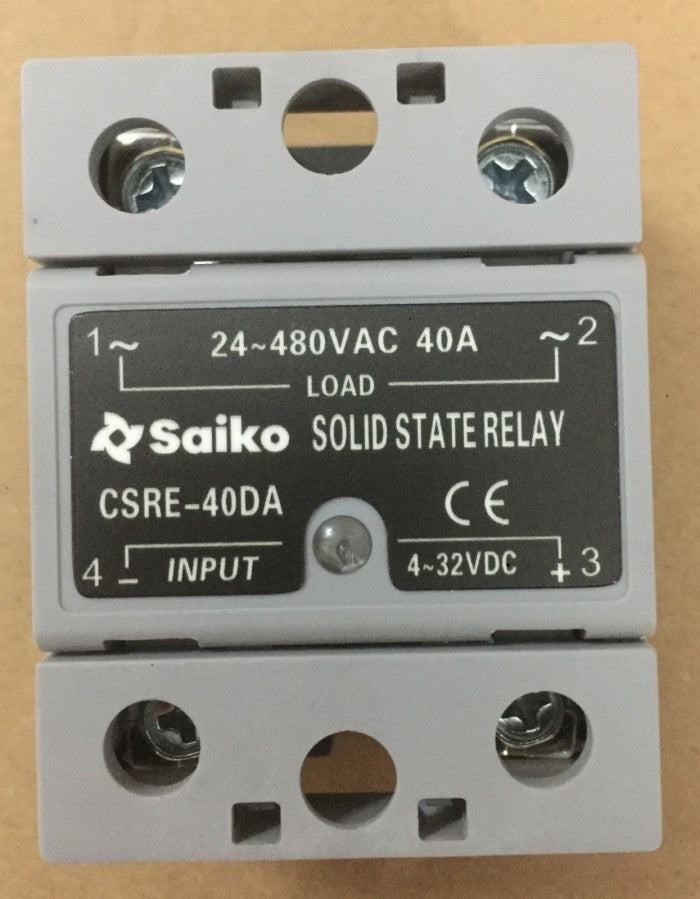 1~ 24~480VAC 40A ~2
LOAD
Saiko SOLID STATE RELAY
CSRE-40DA CE
4 - INPUT 4~32VDC + 3